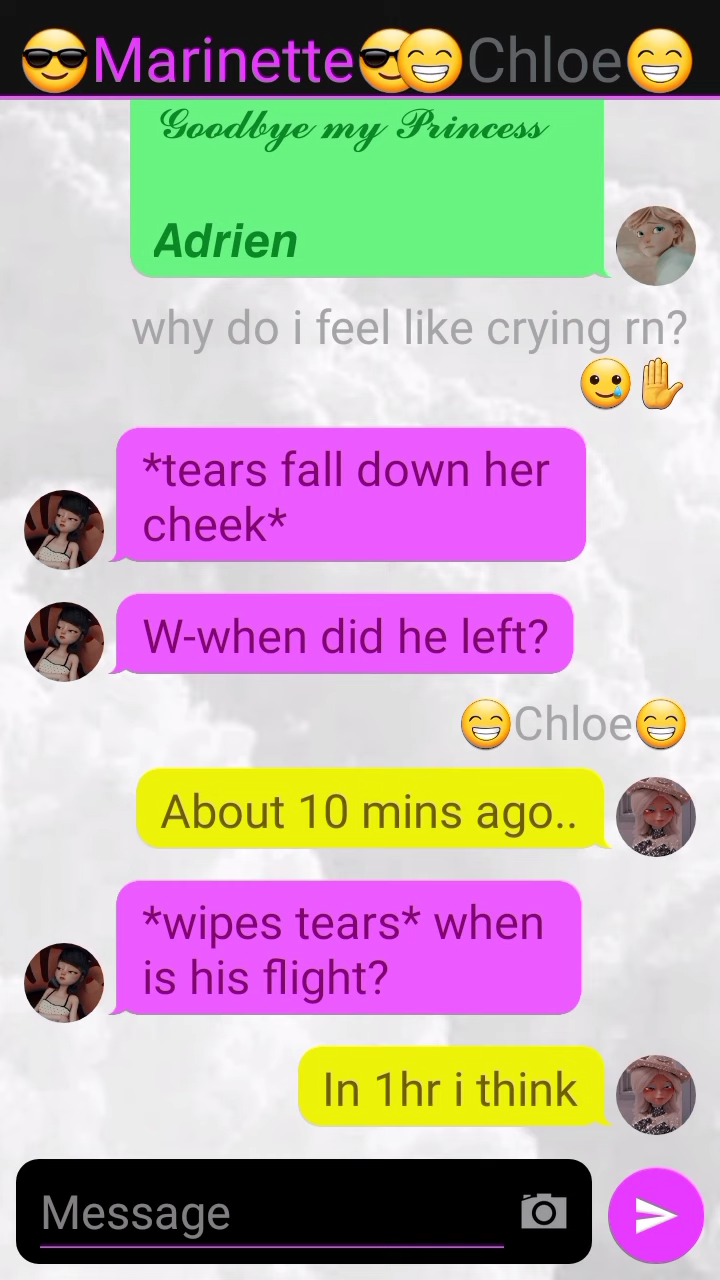 😎Marinette😎😁Chloe😁
Goodbye my Princess
Adrien
why do i feel like crying rn?
🥲✋
*tears fall down her
cheek*
W-when did he left?
😁Chloe😁
About 10 mins ago..
*wipes tears* when
is his flight?
In 1hr i think
Message